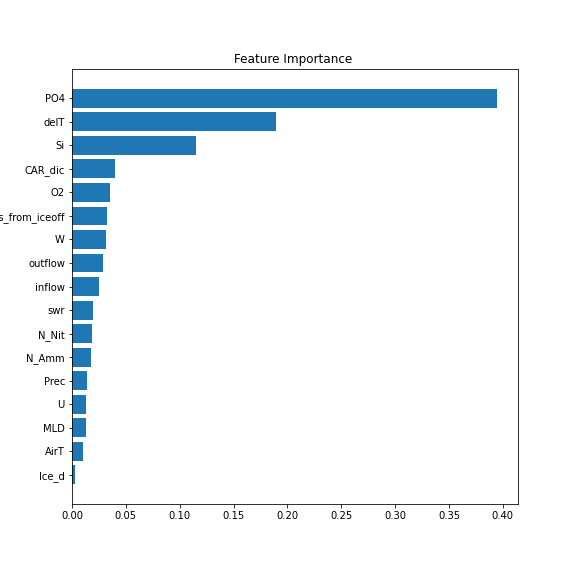 Feature Importance
PO4
delT
Si
CAR_dic
O2
s_from_iceoff
W
outflow
inflow
swr
N_Nit
N_Amm
Prec
U
MLD
AirT
Ice_d
0.00 0.05 0.10 0.15 0.20 0.25 0.30 0.35 0.40